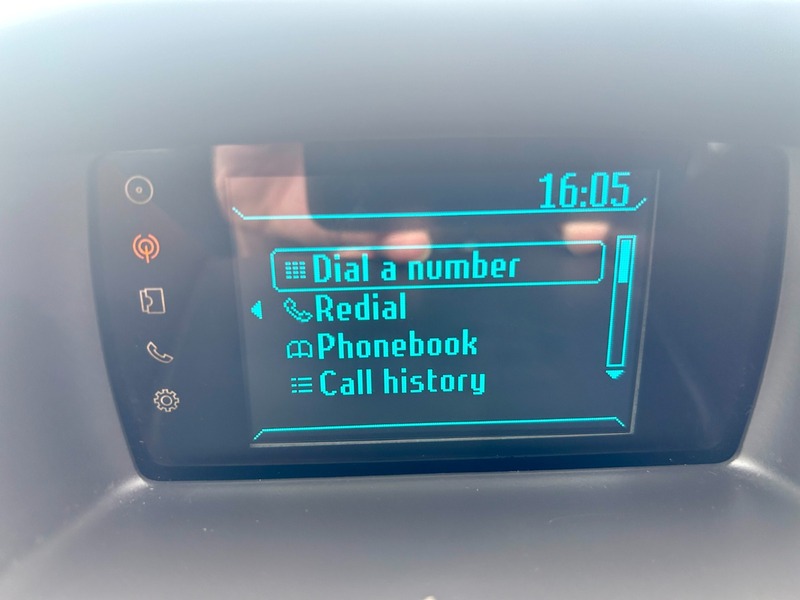 16:05
Dial a number
Redial
Phonebook
Call history